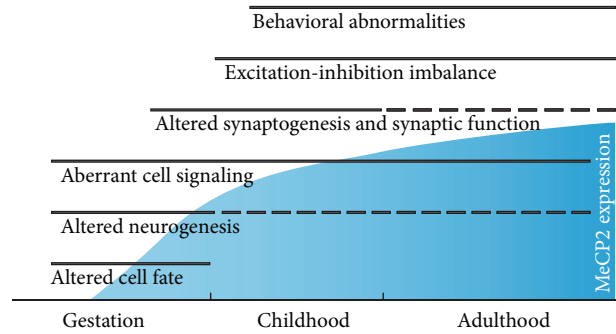 Behavioral abnormalities
Excitation-inhibition imbalance
Altered synaptogenesis and synaptic function
Aberrant cell signaling
Altered neurogenesis
Altered cell fate
MeCP2 expression
Gestation
Childhood
Adulthood